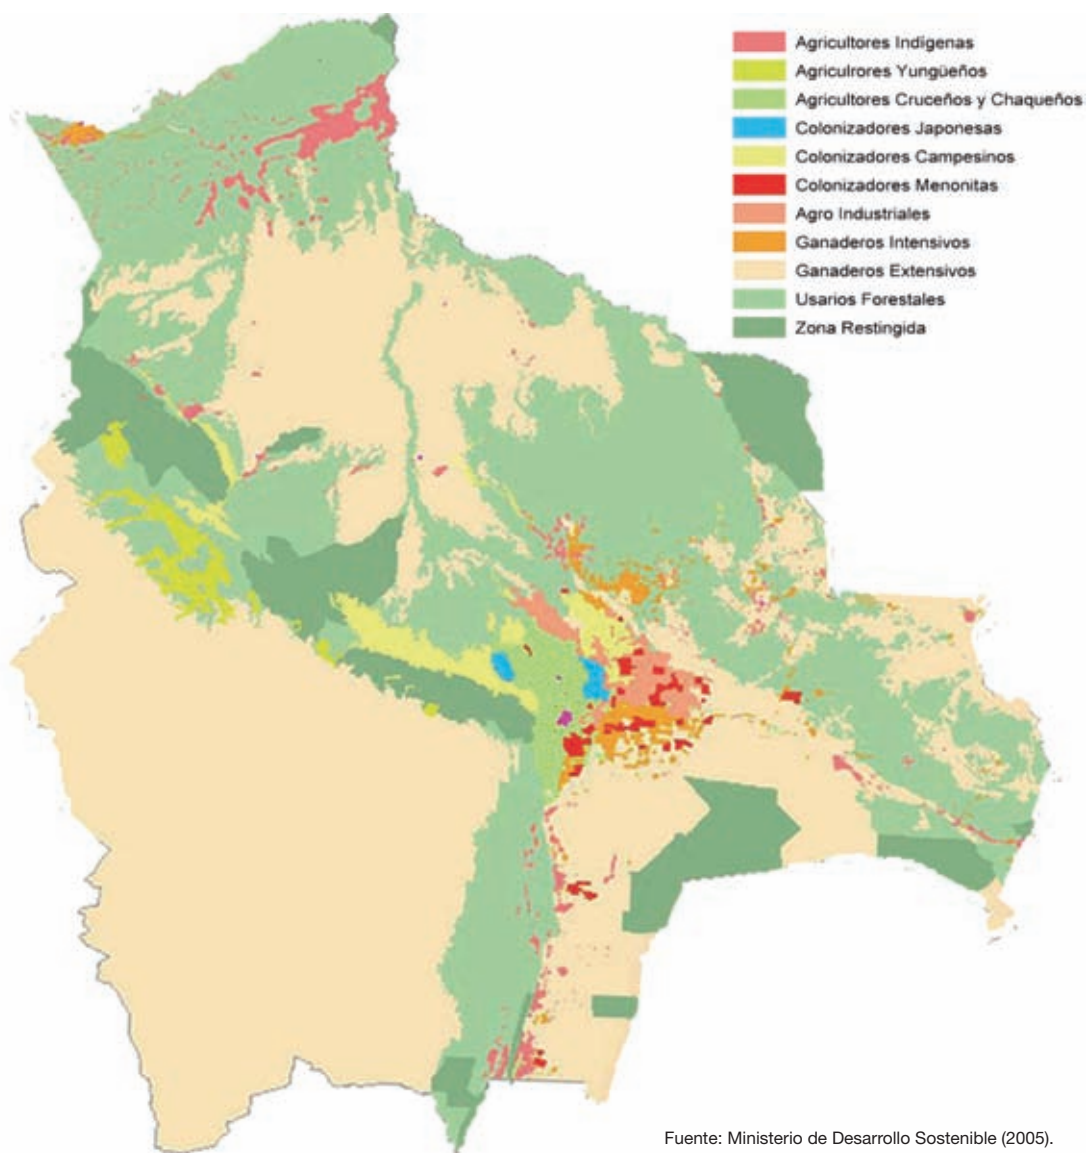 Agricultores Indígenas
Agriculrores Yungüeños
Agricultores Cruceños y Chaqueños
Colonizadores Japonesas
Colonizadores Campesinos
Colonizadores Menonitas
Agro Industriales
Ganaderos Intensivos
Ganaderos Extensivos
Usarios Forestales
Zona Restingida
Fuente: Ministerio de Desarrollo Sostenible (2005).